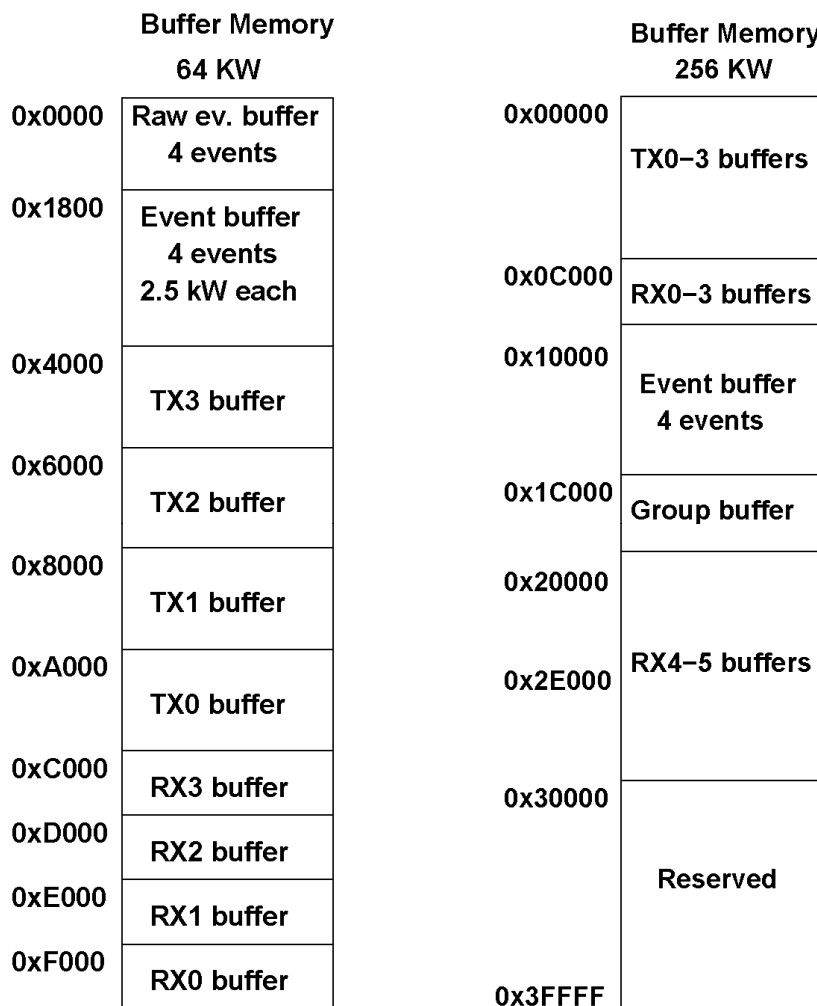 Buffer Memory
64 KW
0x0000
Raw ev. buffer
4 events
0x1800
Event buffer
4 events
2.5 kW each
0x4000
TX3 buffer
0x6000
TX2 buffer
0x8000
TX1 buffer
0xA000
TX0 buffer
0xC000
RX3 buffer
0xD000
RX2 buffer
0xE000
RX1 buffer
0xF000
RX0 buffer
Buffer Memory
256 KW
0x00000
TX0−3 buffers
0x0C000
RX0−3 buffers
0x10000
Event buffer
4 events
0x1C000
Group buffer
0x20000
RX4−5 buffers
0x2E000
0x30000
Reserved
0x3FFFF